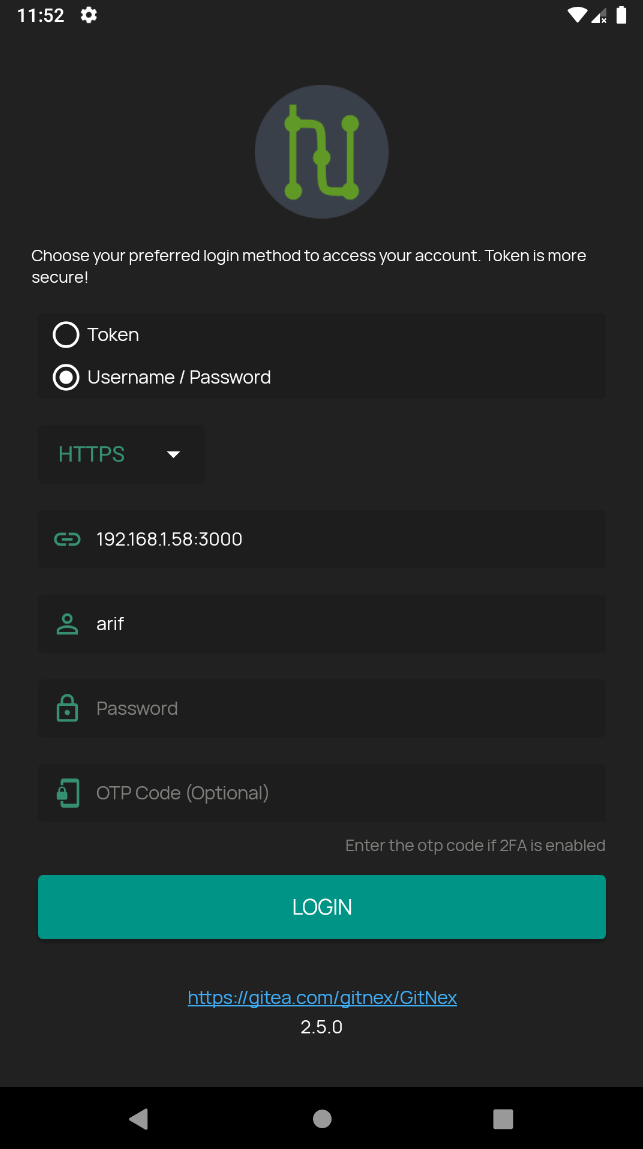 11:52
Choose your preferred login method to access your account. Token is more
secure!
Token
Username / Password
HTTPS
192.168.1.58:3000
arif
Password
OTP Code (Optional)
Enter the otp code if 2FA is enabled
LOGIN
https://gitea.com/gitnex/GitNex
2.5.0